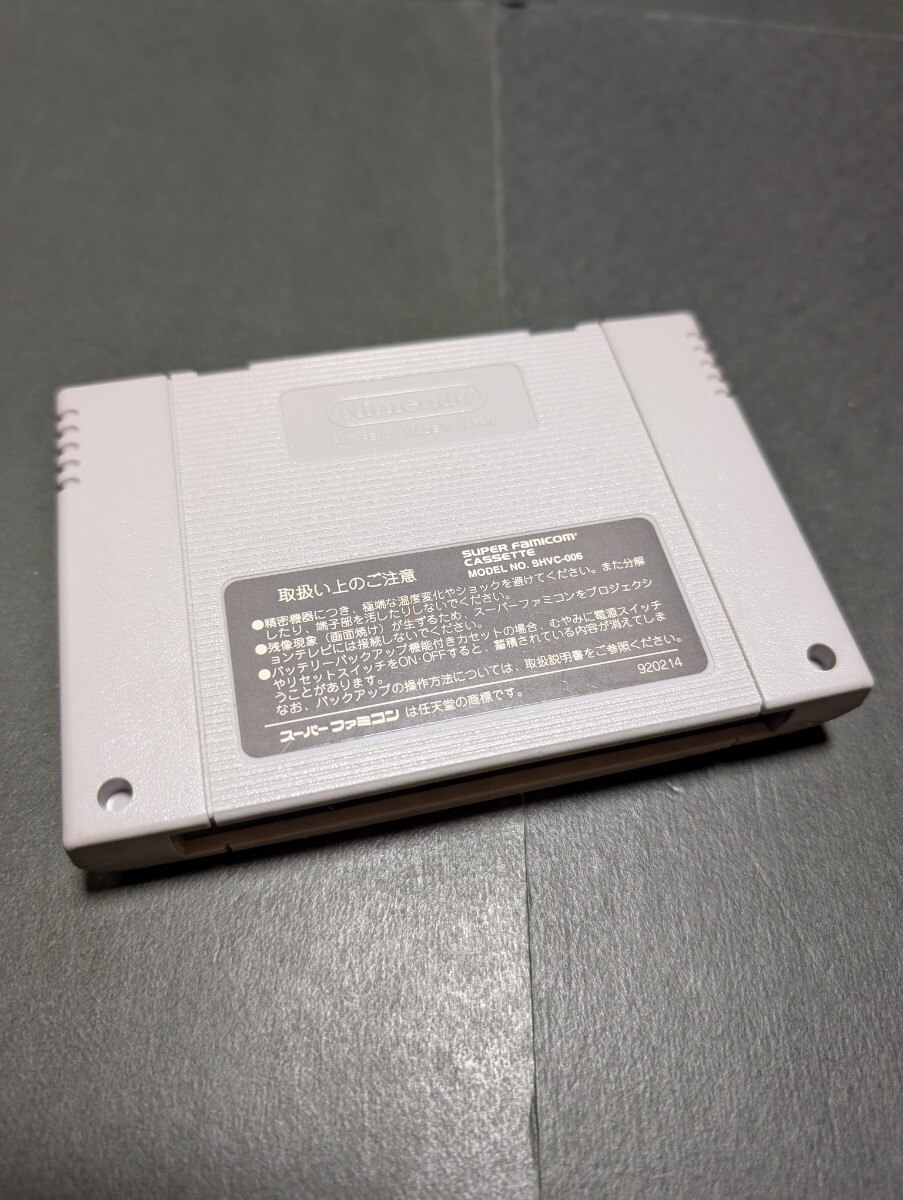 Nintendo
MADE IN JAPAN
取扱い上のご注意
SUPER FAMICOM
CASSETTE
MODEL NO. SHVC-006
●精密機器につき、極端な温度変化やショックを避けてください。また分解
したり、端子部を汚したりしないでください。
●残像現象(画面焼け)が生ずるため、スーパーファミコンをプロジェクシ
ョンテレビには接続しないでください。
●バッテリーバックアップ機能付きカセットの場合、むやみに電源スイッチ
やリセットスイッチをON・OFFすると、蓄積されている内容が消えてしま
うことがあります。
なお、バックアップの操作方法については、取扱説明書をご参照ください。
920214
スーパーファミコンは任天堂の商標です。